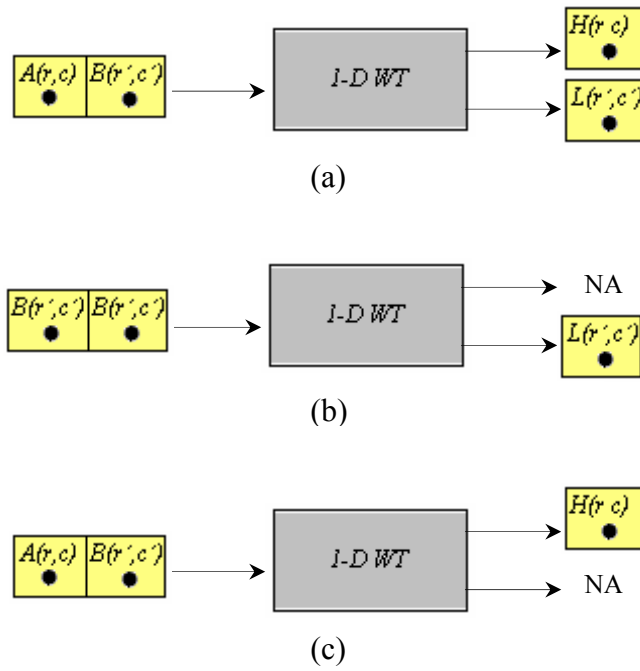 H(r c)
A(r,c) B(r´,c´) 1-D WT
L(r´,c´)
(a)
NA
B(r´,c´) B(r´,c´) 1-D WT
L(r´,c´)
(b)
H(r c)
A(r,c) B(r´,c´) 1-D WT
NA
(c)